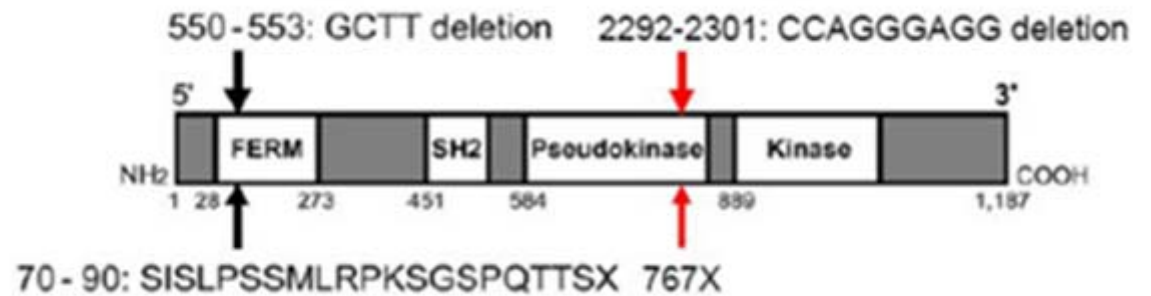 550-553: GCTT deletion 2292-2301: CCAGGGAGG deletion
5' 3'
FERM SH2 Pseudokinase Kinase
NH2 COOH
1 28 273 451 584 889 1,187
70-90: SISLPSSMLRPKSGSPQTTSX 767X